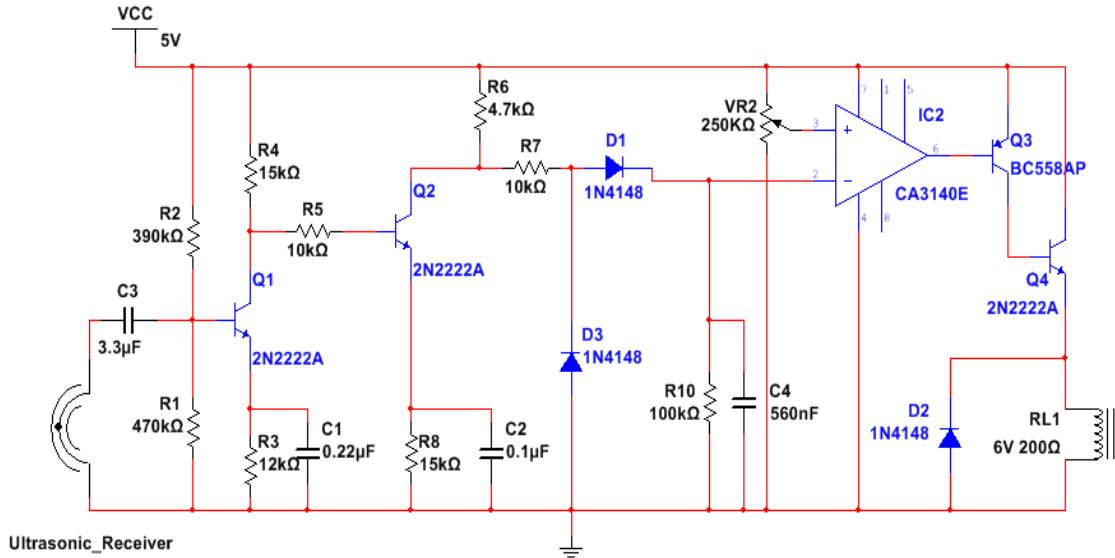 VCC
5V
R6
4.7kΩ
VR2
250KΩ
7
1
5
IC2
3
R4
15kΩ
R7
10kΩ
D1
1N4148
6
Q3
BC558AP
2
CA3140E
4
8
Q2
R2
390kΩ
R5
10kΩ
2N2222A
Q1
Q4
2N2222A
C3
3.3µF
2N2222A
D3
1N4148
R1
470kΩ
R3
12kΩ
C1
0.22µF
R8
15kΩ
C2
0.1µF
R10
100kΩ
C4
560nF
D2
1N4148
RL1
6V 200Ω
Ultrasonic_Receiver